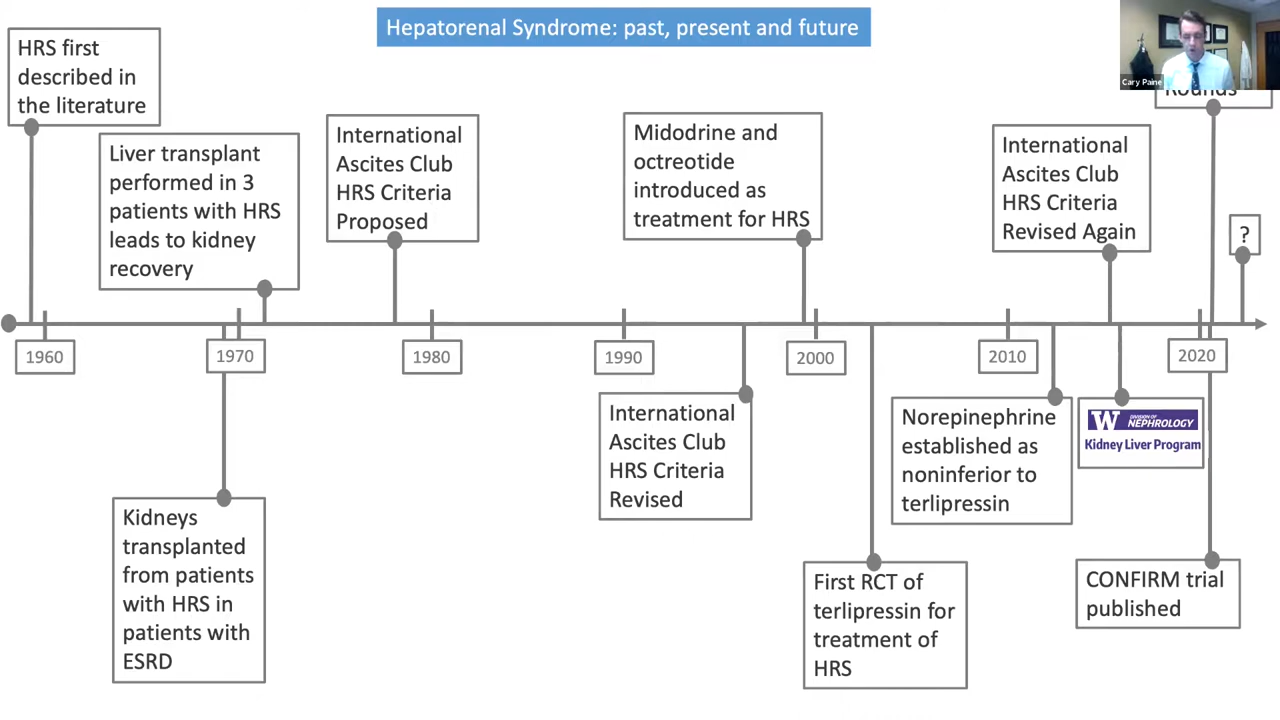 Hepatorenal Syndrome: past, present and future
Cary Paine
HRS first
described in
the literature
Liver transplant
performed in 3
patients with HRS
leads to kidney
recovery
International
Ascites Club
HRS Criteria
Proposed
Midodrine and
octreotide
introduced as
treatment for HRS
International
Ascites Club
HRS Criteria
Revised Again
Rounds
?
1960
1970
1980
1990
2000
2010
2020
Kidneys
transplanted
from patients
with HRS in
patients with
ESRD
International
Ascites Club
HRS Criteria
Revised
First RCT of
terlipressin for
treatment of
HRS
Norepinephrine
established as
noninferior to
terlipressin
W DIVISION OF
NEPHROLOGY
Kidney Liver Program
CONFIRM trial
published